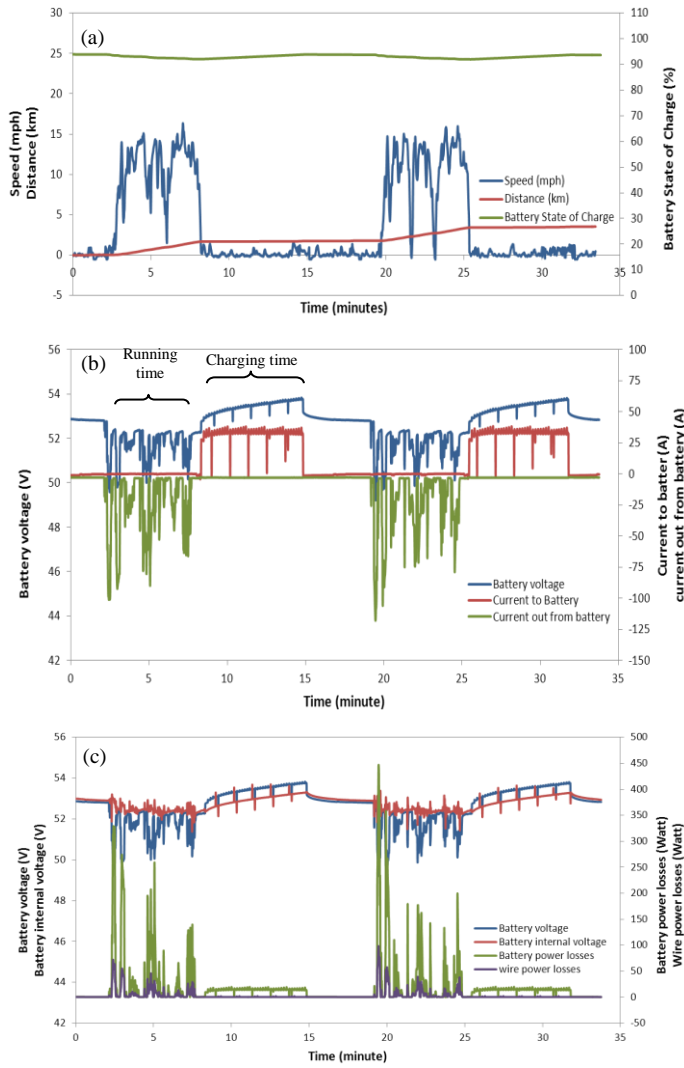 (a)
30
25
20
15
10
5
0
-5
110
100
90
80
70
60
50
40
30
20
10
0
Speed (mph)
Distance (km)
Battery State of Charge (%)
Speed (mph)
Distance (km)
Battery State of Charge
0 5 10 15 20 25 30 35
Time (minutes)
(b)
Running
time
Charging time
56
54
52
50
48
46
44
42
100
75
50
25
0
-25
-50
-75
-100
-125
-150
Battery voltage (V)
Current to batter (A)
current out from battery (A)
Battery voltage
Current to Battery
Current out from battery
0 5 10 15 20 25 30 35
Time (minute)
(c)
56
54
52
50
48
46
44
42
500
450
400
350
300
250
200
150
100
50
0
-50
Battery voltage (V)
Battery internal voltage (V)
Battery power losses (Watt)
Wire power losses (Watt)
Battery voltage
Battery internal voltage
Battery power losses
wire power losses
0 5 10 15 20 25 30 35
Time (minute)